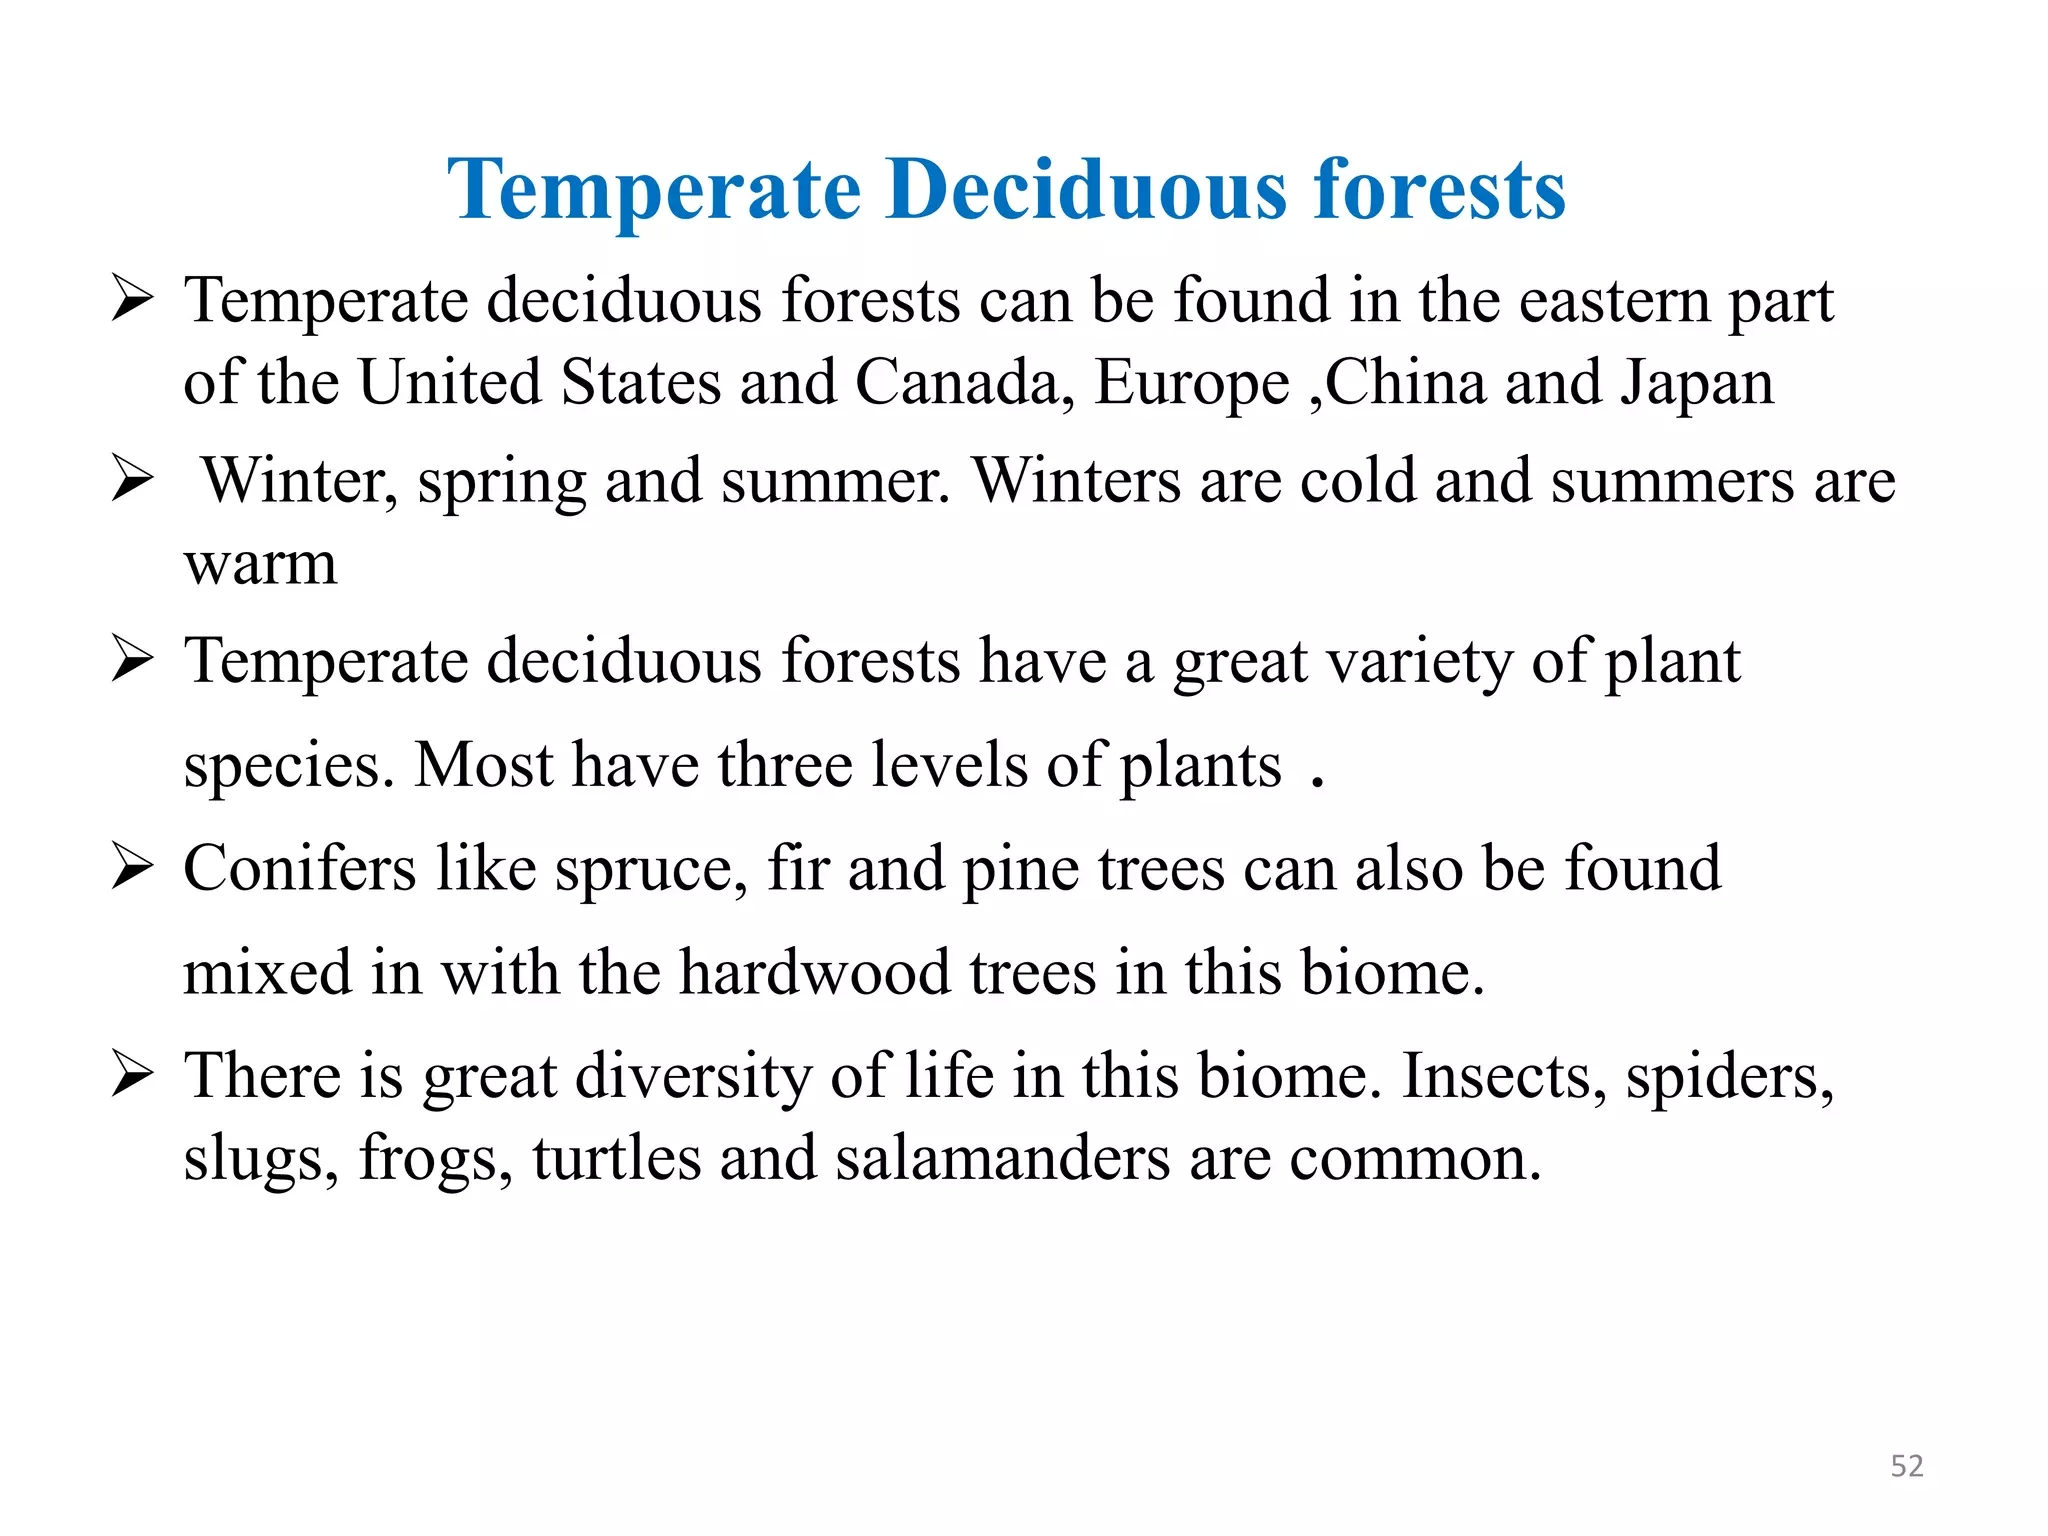 Temperate Deciduous forests
➢ Temperate deciduous forests can be found in the eastern part
of the United States and Canada, Europe ,China and Japan
➢ Winter, spring and summer. Winters are cold and summers are
warm
➢ Temperate deciduous forests have a great variety of plant
species. Most have three levels of plants .
➢ Conifers like spruce, fir and pine trees can also be found
mixed in with the hardwood trees in this biome.
➢ There is great diversity of life in this biome. Insects, spiders,
slugs, frogs, turtles and salamanders are common.
52